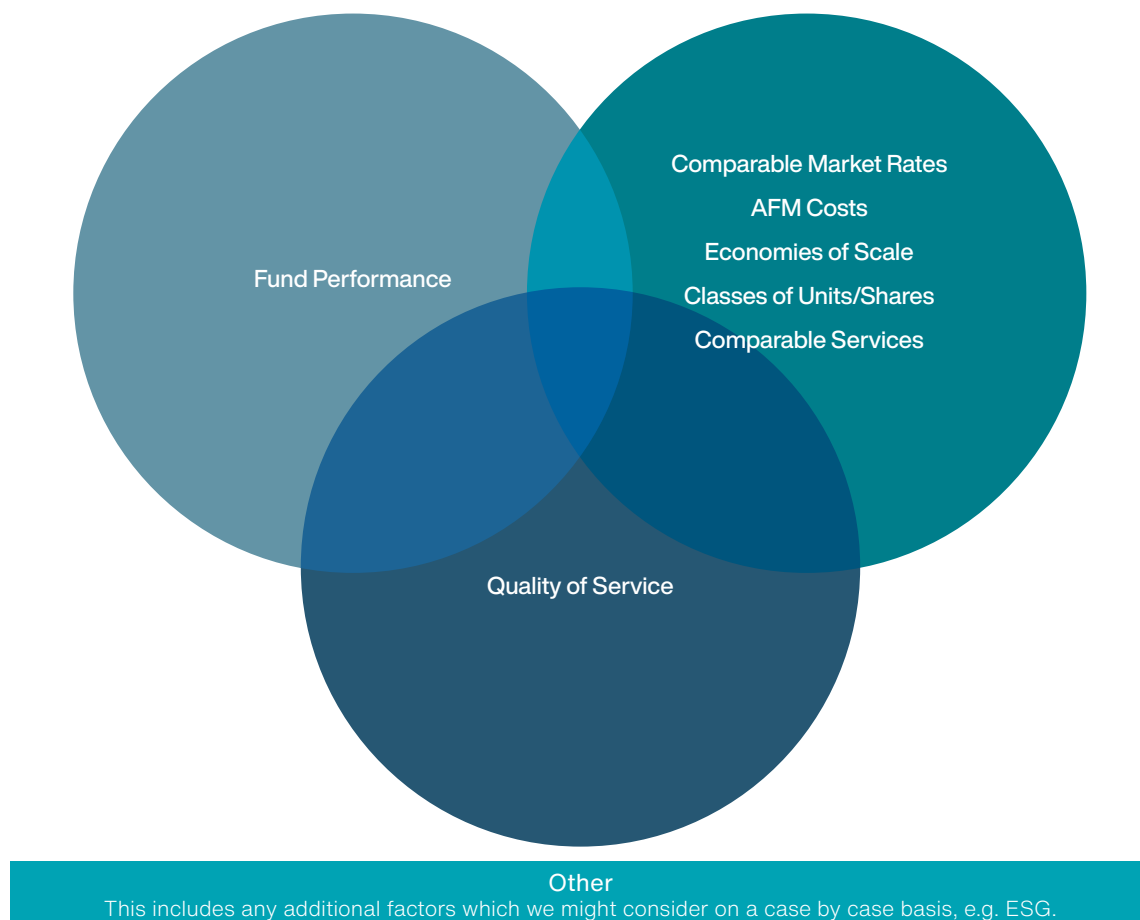 Comparable Market Rates
AFM Costs
Economies of Scale
Classes of Units/Shares
Comparable Services
Fund Performance
Quality of Service
Other
This includes any additional factors which we might consider on a case by case basis, e.g. ESG.